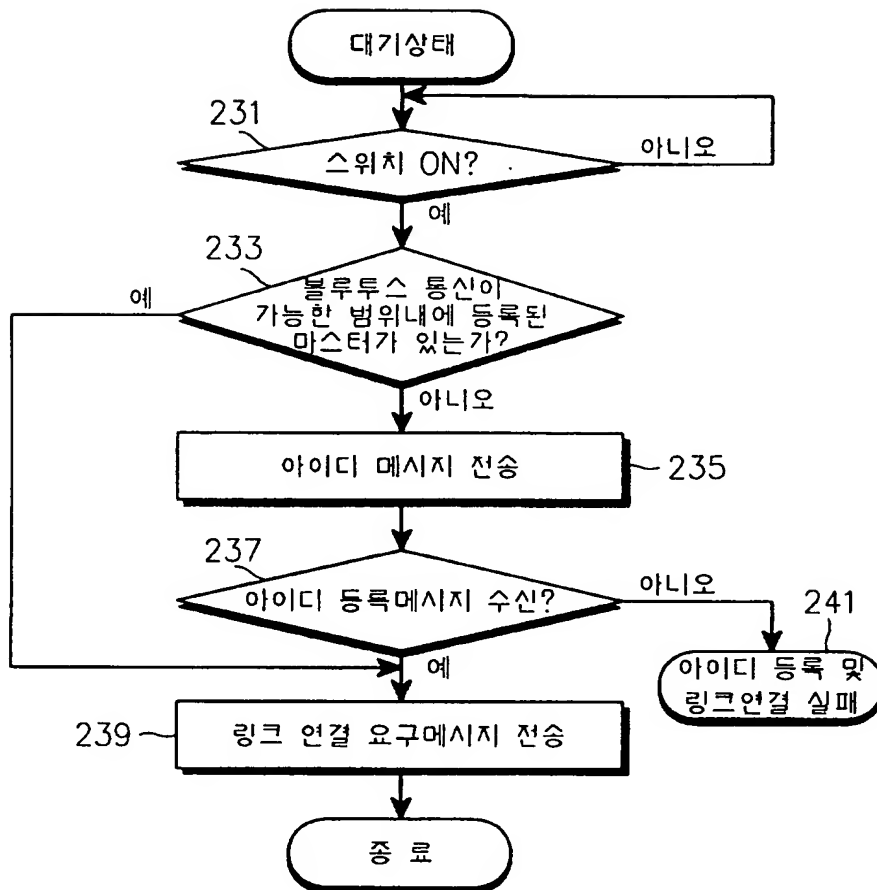 대기상태
231
스위치 ON?
아니오
예
233
예
블루투스 통신이
가능한 범위내에 등록된
마스터가 있는가?
아니오
아이디 메시지 전송
235
237
아이디 등록메시지 수신?
아니오
241
예
아이디 등록 및
링크연결 실패
239
링크 연결 요구메시지 전송
종 료